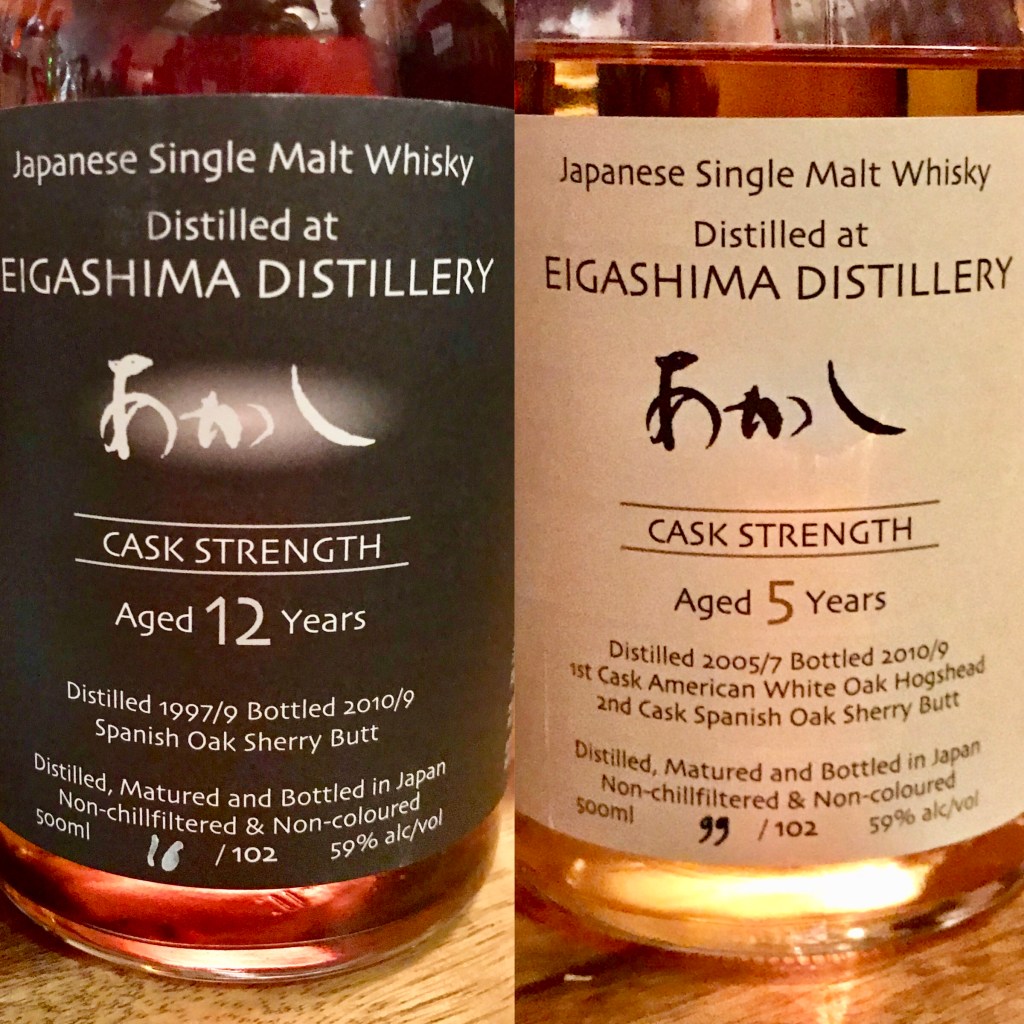 Japanese Single Malt Whisky
Distilled at
EIGASHIMA DISTILLERY
あかし
CASK STRENGTH
Aged 12 Years
Distilled 1997/9 Bottled 2010/9
Spanish Oak Sherry Butt
Distilled, Matured and Bottled in Japan
Non-chillfiltered & Non-coloured
500ml 16 /102 59% alc/vol
Japanese Single Malt Whisky
Distilled at
EIGASHIMA DISTILLERY
あかし
CASK STRENGTH
Aged 5 Years
Distilled 2005/7 Bottled 2010/9
1st Cask American White Oak Hogshead
2nd Cask Spanish Oak Sherry Butt
Distilled, Matured and Bottled in Japan
Non-chillfiltered & Non-coloured
500ml 99 /102 59% alc/vol